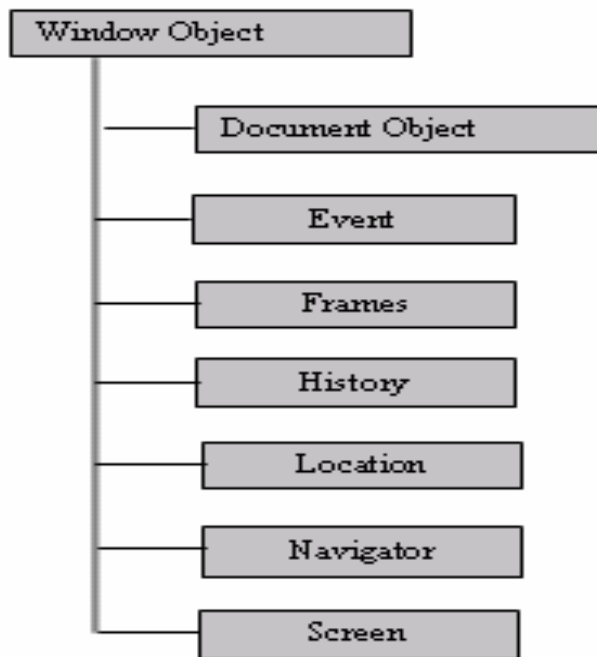 Window Object
Document Object
Event
Frames
History
Location
Navigator
Screen